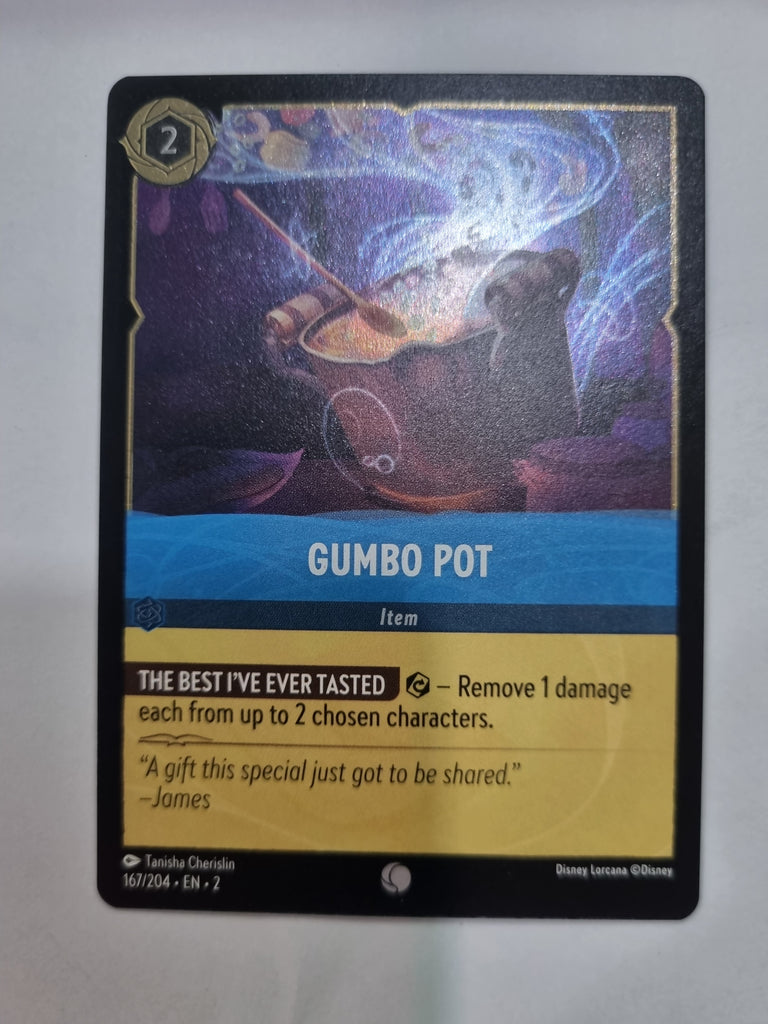 2
GUMBO POT
Item
THE BEST I'VE EVER TASTED – Remove 1 damage
each from up to 2 chosen characters.
“A gift this special just got to be shared.”
–James
Tanisha Cherislin
167/204 • EN • 2
Disney Lorcana ©Disney